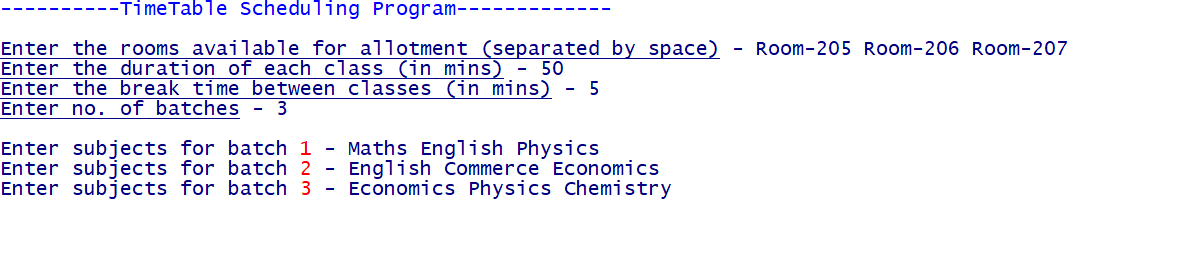 ----------TimeTable Scheduling Program-------------
Enter the rooms available for allotment (separated by space) - Room-205 Room-206 Room-207
Enter the duration of each class (in mins) - 50
Enter the break time between classes (in mins) - 5
Enter no. of batches - 3
Enter subjects for batch 1 - Maths English Physics
Enter subjects for batch 2 - English Commerce Economics
Enter subjects for batch 3 - Economics Physics Chemistry